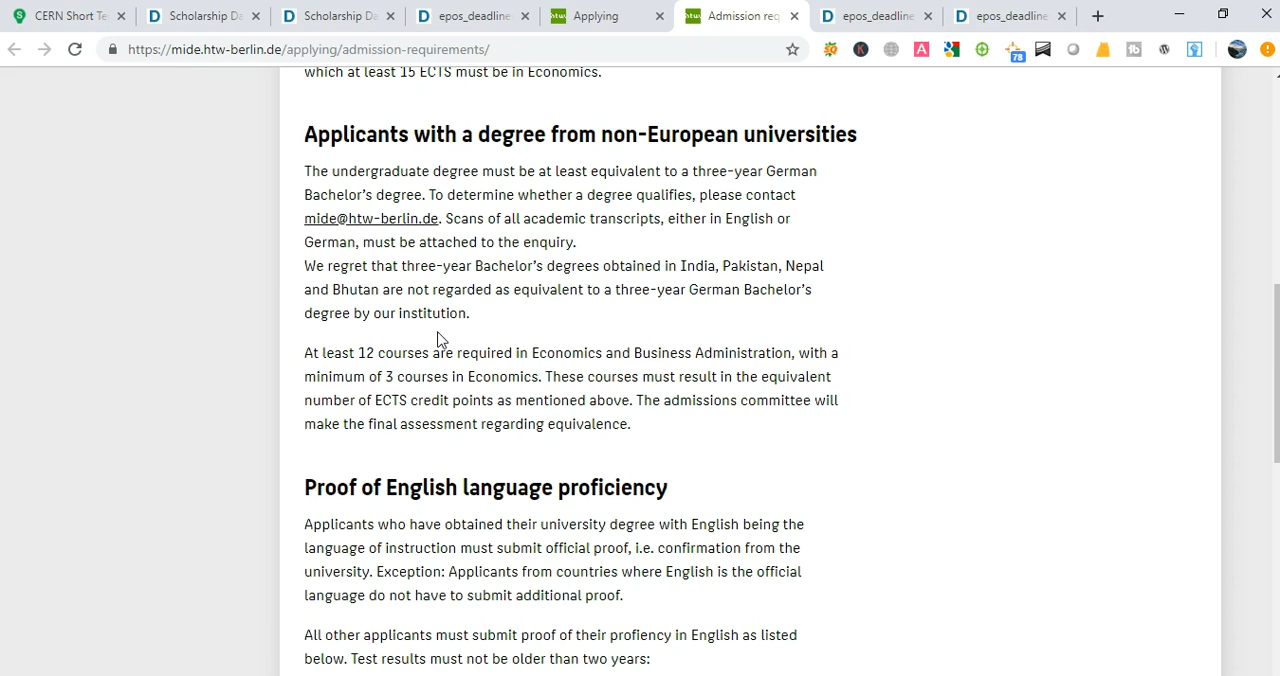 CERN Short Te
Scholarship Da
Scholarship Da
epos_deadline
Applying
Admission req
epos_deadline
epos_deadline
https://mide.htw-berlin.de/applying/admission-requirements/
78
which at least 15 ECTS must be in Economics.
Applicants with a degree from non-European universities
The undergraduate degree must be at least equivalent to a three-year German
Bachelor's degree. To determine whether a degree qualifies, please contact
mide@htw-berlin.de. Scans of all academic transcripts, either in English or
German, must be attached to the enquiry.
We regret that three-year Bachelor's degrees obtained in India, Pakistan, Nepal
and Bhutan are not regarded as equivalent to a three-year German Bachelor's
degree by our institution.
At least 12 courses are required in Economics and Business Administration, with a
minimum of 3 courses in Economics. These courses must result in the equivalent
number of ECTS credit points as mentioned above. The admissions committee will
make the final assessment regarding equivalence.
Proof of English language proficiency
Applicants who have obtained their university degree with English being the
language of instruction must submit official proof, i.e. confirmation from the
university. Exception: Applicants from countries where English is the official
language do not have to submit additional proof.
All other applicants must submit proof of their profiency in English as listed
below. Test results must not be older than two years: